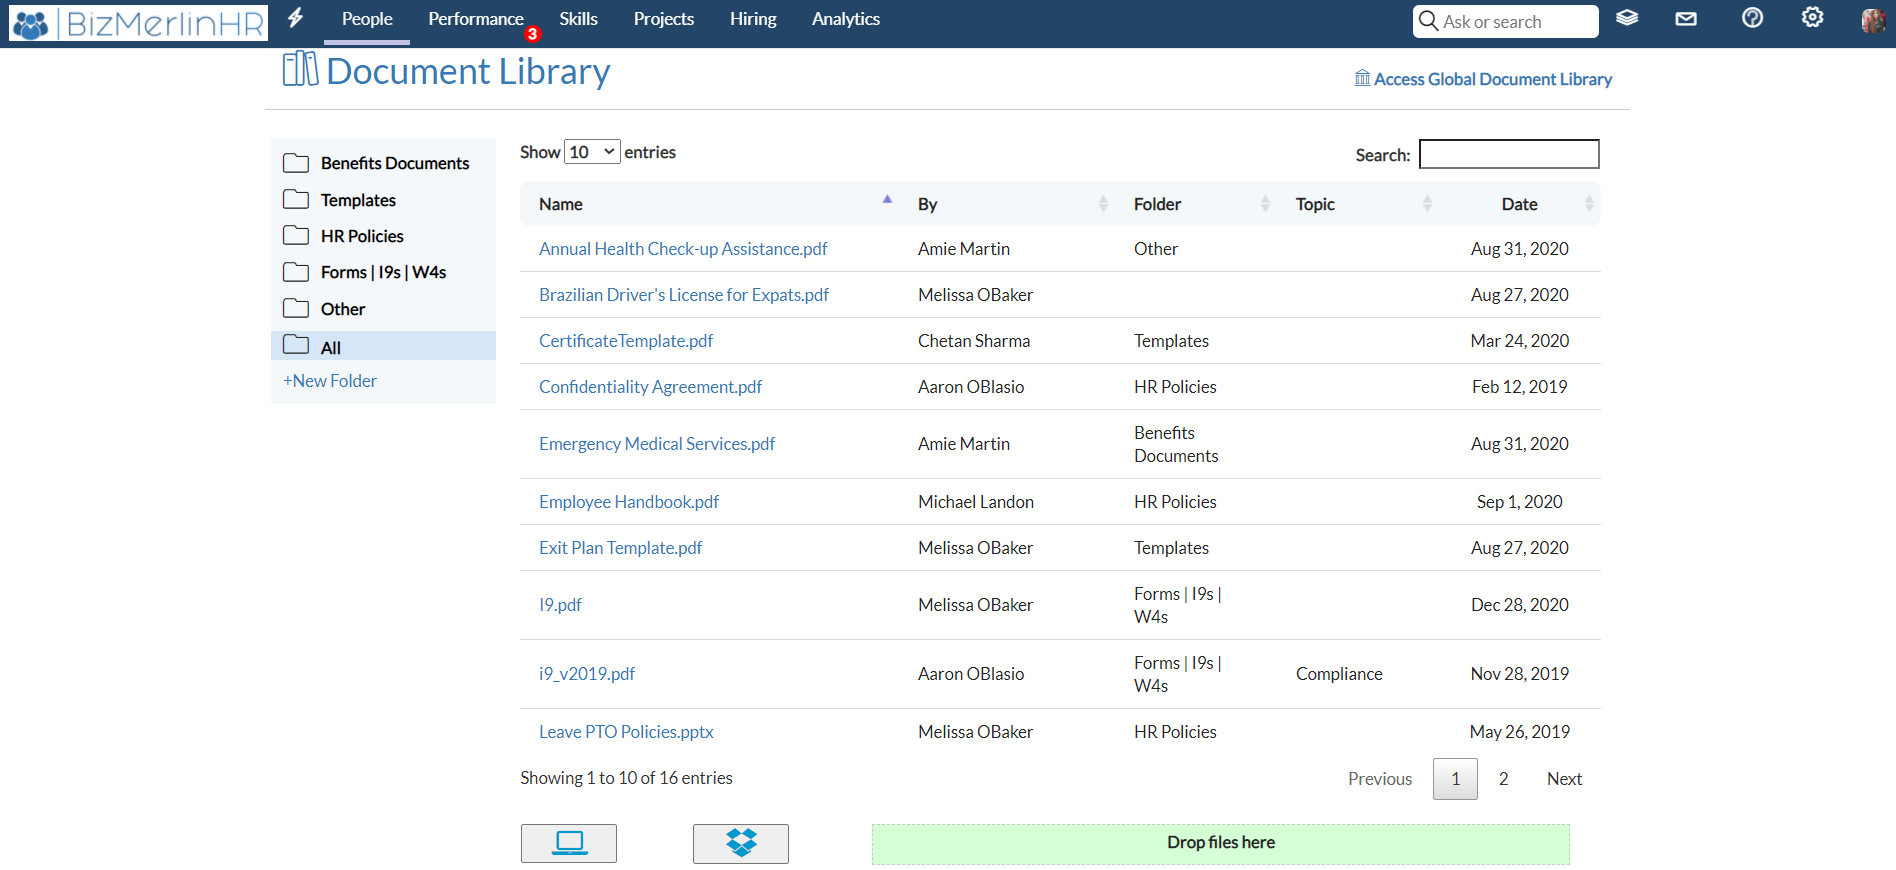 BizMerlinHR
People
Performance
3
Skills
Projects
Hiring
Analytics
Ask or search
Document Library
Access Global Document Library
Benefits Documents
Templates
HR Policies
Forms | I9s | W4s
Other
All
+New Folder
Show 10 entries
Search:
Name By Folder Topic Date
Annual Health Check-up Assistance.pdf Amie Martin Other Aug 31, 2020
Brazilian Driver's License for Expats.pdf Melissa OBaker Aug 27, 2020
CertificateTemplate.pdf Chetan Sharma Templates Mar 24, 2020
Confidentiality Agreement.pdf Aaron OBlasio HR Policies Feb 12, 2019
Emergency Medical Services.pdf Amie Martin Benefits Documents Aug 31, 2020
Employee Handbook.pdf Michael Landon HR Policies Sep 1, 2020
Exit Plan Template.pdf Melissa OBaker Templates Aug 27, 2020
I9.pdf Melissa OBaker Forms | I9s | W4s Dec 28, 2020
i9_v2019.pdf Aaron OBlasio Forms | I9s | W4s Compliance Nov 28, 2019
Leave PTO Policies.pptx Melissa OBaker HR Policies May 26, 2019
Showing 1 to 10 of 16 entries
Previous 1 2 Next
Drop files here